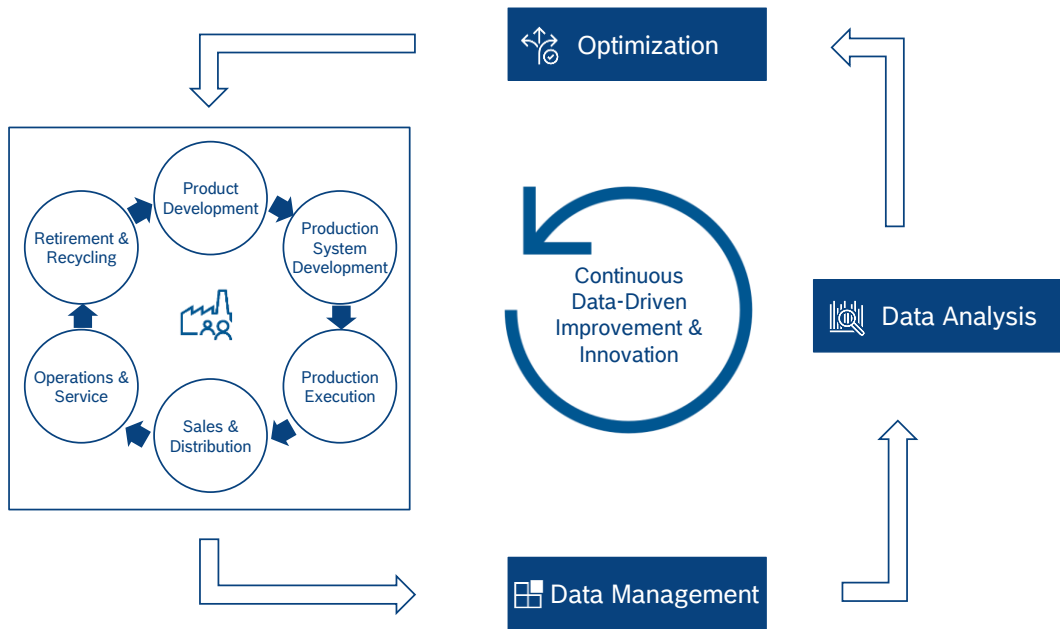 Optimization
Product
Development
Retirement &
Recycling
Production
System
Development
Continuous
Data-Driven
Improvement &
Innovation
Data Analysis
Operations &
Service
Production
Execution
Sales &
Distribution
Data Management